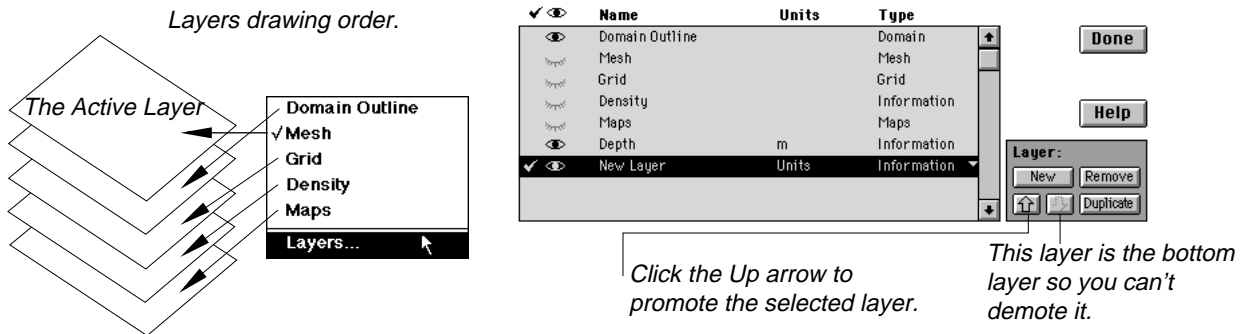 Layers drawing order.
The Active Layer
Domain Outline
√Mesh
Grid
Density
Maps
Layers...
Name Units Type
Domain Outline Domain
Mesh Mesh
Grid Grid
Density Information
Maps Maps
Depth m Information
New Layer Units Information
Done
Help
Layer:
New Remove
Duplicate
Click the Up arrow to
promote the selected layer.
This layer is the bottom
layer so you can't
demote it.